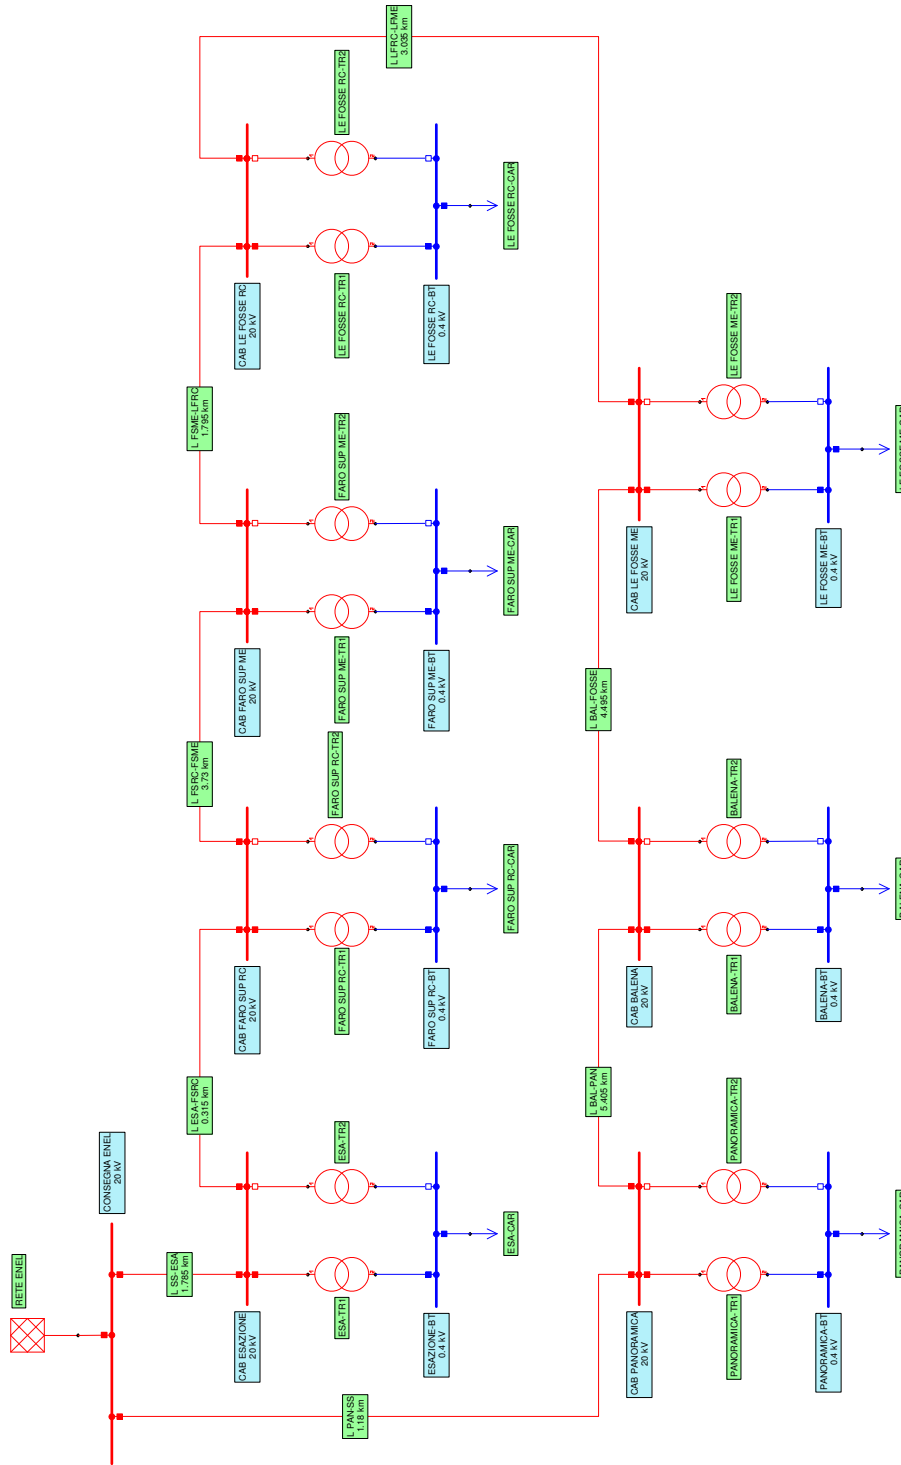 RETE ENEL
CONSEGNA ENEL
20 kV
L SS-ESA
1.785 km
L ESA-FSRC
0.315 km
L FSRC-FSME
3.73 km
L FSME-LFRC
1.795 km
CAB ESAZIONE
20 kV
CAB FARO SUP RC
20 kV
CAB FARO SUP ME
20 kV
CAB LE FOSSE RC
20 kV
L PAN-SS
1.18 km
ESA-TR1
ESA-TR2
FARO SUP RC-TR1
FARO SUP RC-TR2
FARO SUP ME-TR1
FARO SUP ME-TR2
LE FOSSE RC-TR1
LE FOSSE RC-TR2
L LFRC-LFME
3.035 km
ESAZIONE-BT
0.4 kV
FARO SUP RC-BT
0.4 kV
FARO SUP ME-BT
0.4 kV
LE FOSSE RC-BT
0.4 kV
ESA-CAR
FARO SUP RC-CAR
FARO SUP ME-CAR
LE FOSSE RC-CAR
L BAL-PAN
5.405 km
L BAL-FOSSE
4.495 km
CAB PANORAMICA
20 kV
CAB BALENA
20 kV
CAB LE FOSSE ME
20 kV
PANORAMICA-TR1
PANORAMICA-TR2
BALENA-TR1
BALENA-TR2
LE FOSSE ME-TR1
LE FOSSE ME-TR2
PANORAMICA-BT
0.4 kV
BALENA-BT
0.4 kV
LE FOSSE ME-BT
0.4 kV